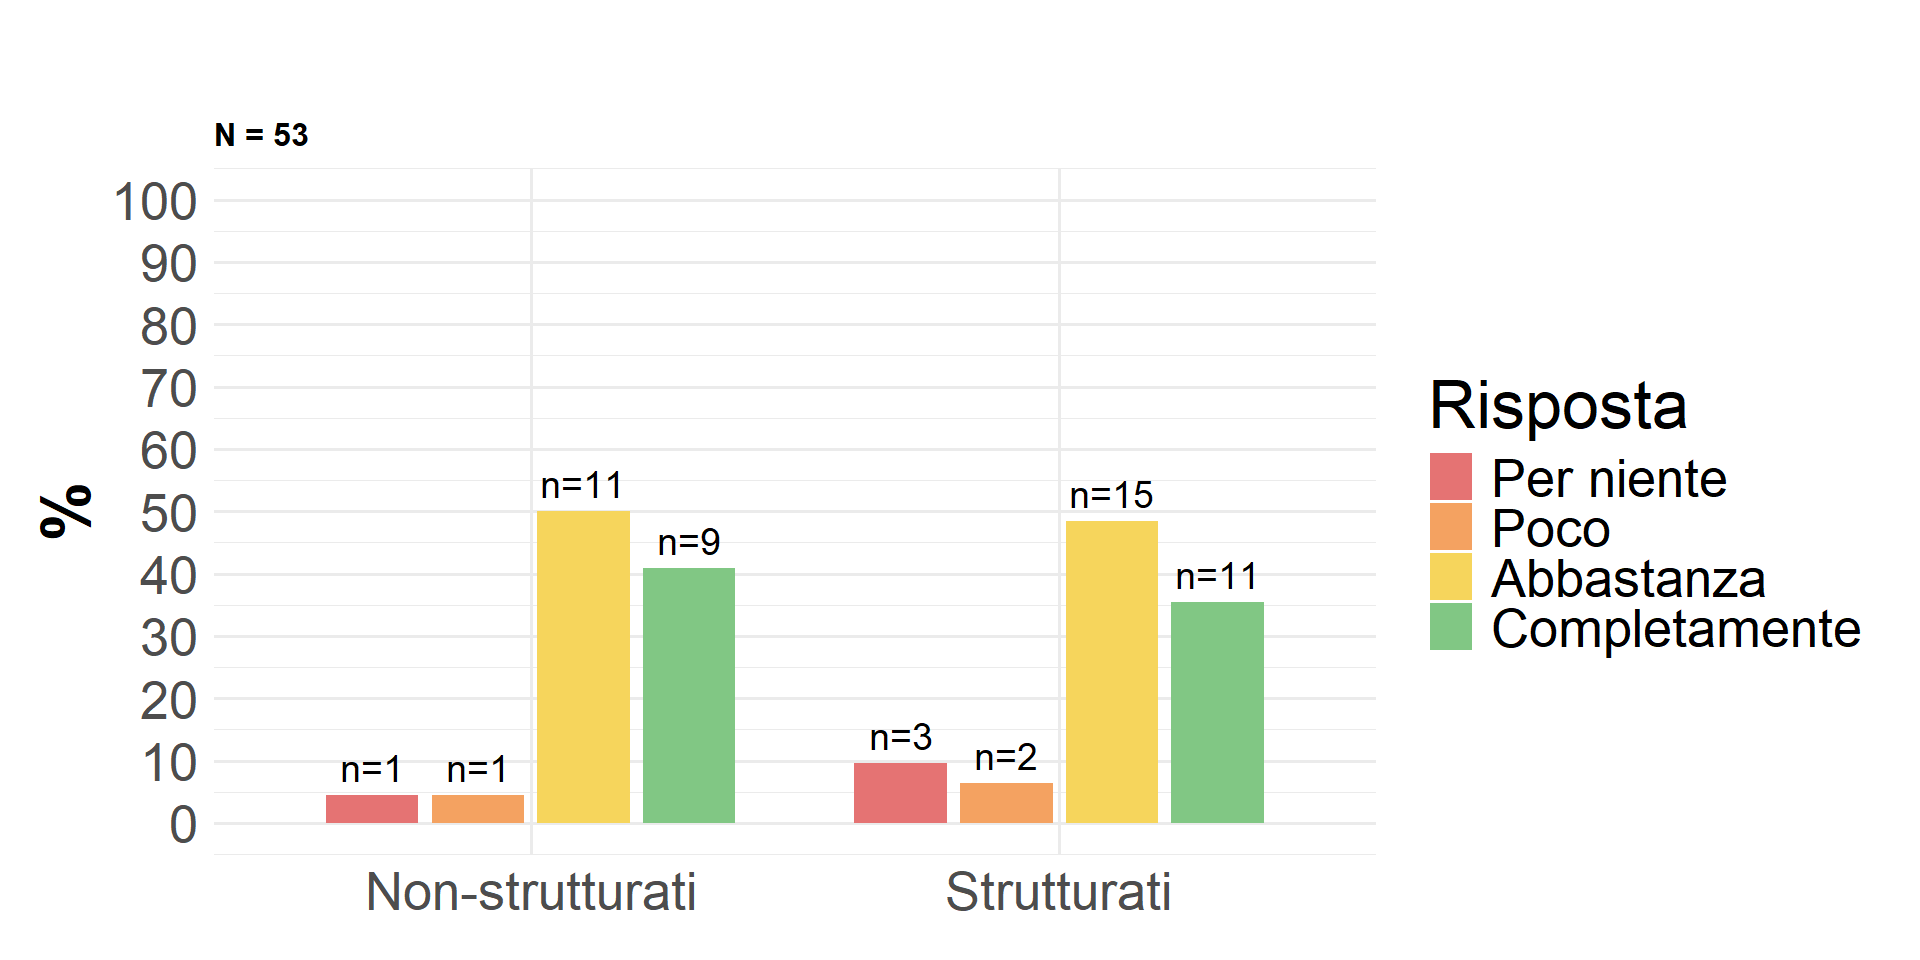 N = 53
%
100
90
80
70
60
50
40
30
20
10
0
n=1
n=1
n=11
n=9
n=3
n=2
n=15
n=11
Non-strutturati
Strutturati
Risposta
Per niente
Poco
Abbastanza
Completamente